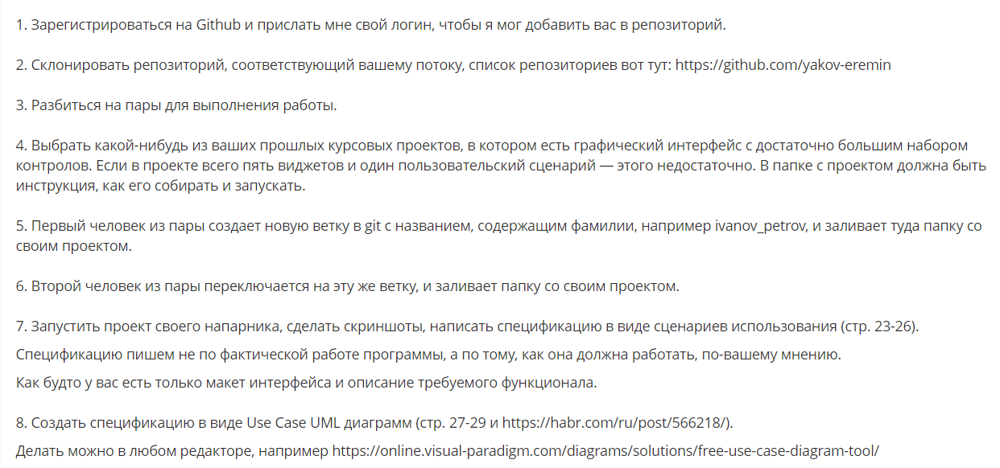 1. Зарегистрироваться на Github и прислать мне свой логин, чтобы я мог добавить вас в репозиторий.
2. Склонировать репозиторий, соответствующий вашему потоку, список репозиториев вот тут: https://github.com/yakov-eremin
3. Разбиться на пары для выполнения работы.
4. Выбрать какой-нибудь из ваших прошлых курсовых проектов, в котором есть графический интерфейс с достаточно большим набором
контролов. Если в проекте всего пять виджетов и один пользовательский сценарий — этого недостаточно. В папке с проектом должна быть
инструкция, как его собирать и запускать.
5. Первый человек из пары создает новую ветку в git с названием, содержащим фамилии, например ivanov_petrov, и заливает туда папку со
своим проектом.
6. Второй человек из пары переключается на эту же ветку, и заливает папку со своим проектом.
7. Запустить проект своего напарника, сделать скриншоты, написать спецификацию в виде сценариев использования (стр. 23-26).
Спецификацию пишем не по фактической работе программы, а по тому, как она должна работать, по-вашему мнению.
Как будто у вас есть только макет интерфейса и описание требуемого функционала.
8. Создать спецификацию в виде Use Case UML диаграмм (стр. 27-29 и https://habr.com/ru/post/566218/).
Делать можно в любом редакторе, например https://online.visual-paradigm.com/diagrams/solutions/free-use-case-diagram-tool/